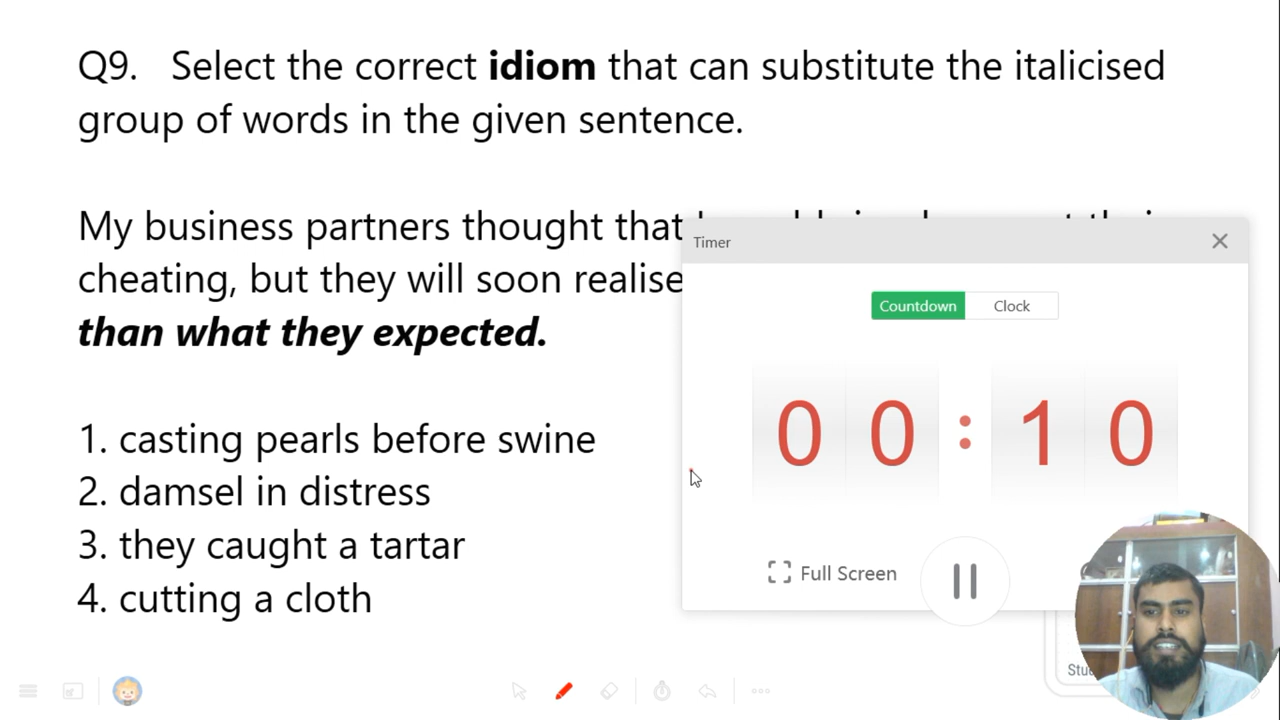 Q9. Select the correct idiom that can substitute the italicised
group of words in the given sentence.
My business partners thought that
cheating, but they will soon realise
than what they expected.
1. casting pearls before swine
2. damsel in distress
3. they caught a tartar
4. cutting a cloth
Timer
Countdown Clock
00:10
Full Screen